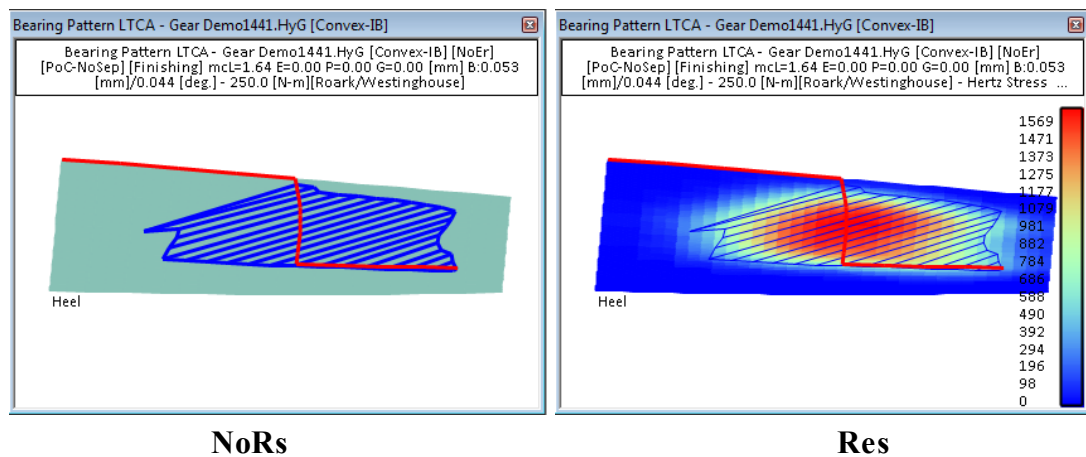 Bearing Pattern LTCA - Gear Demo1441.HyG [Convex-IB]
Bearing Pattern LTCA - Gear Demo1441.HyG [Convex-IB] [NoEr]
[PoC-NoSep] [Finishing] mcL=1.64 E=0.00 P=0.00 G=0.00 [mm] B:0.053
[mm]/0.044 [deg.] - 250.0 [N-m][Roark/Westinghouse]
Heel
NoRs
Bearing Pattern LTCA - Gear Demo1441.HyG [Convex-IB]
Bearing Pattern LTCA - Gear Demo1441.HyG [Convex-IB] [NoEr]
[PoC-NoSep] [Finishing] mcL=1.64 E=0.00 P=0.00 G=0.00 [mm] B:0.053
[mm]/0.044 [deg.] - 250.0 [N-m][Roark/Westinghouse] - Hertz Stress ...
1569
1471
1373
1275
1177
1079
981
882
784
686
588
490
392
294
196
98
0
Heel
Res